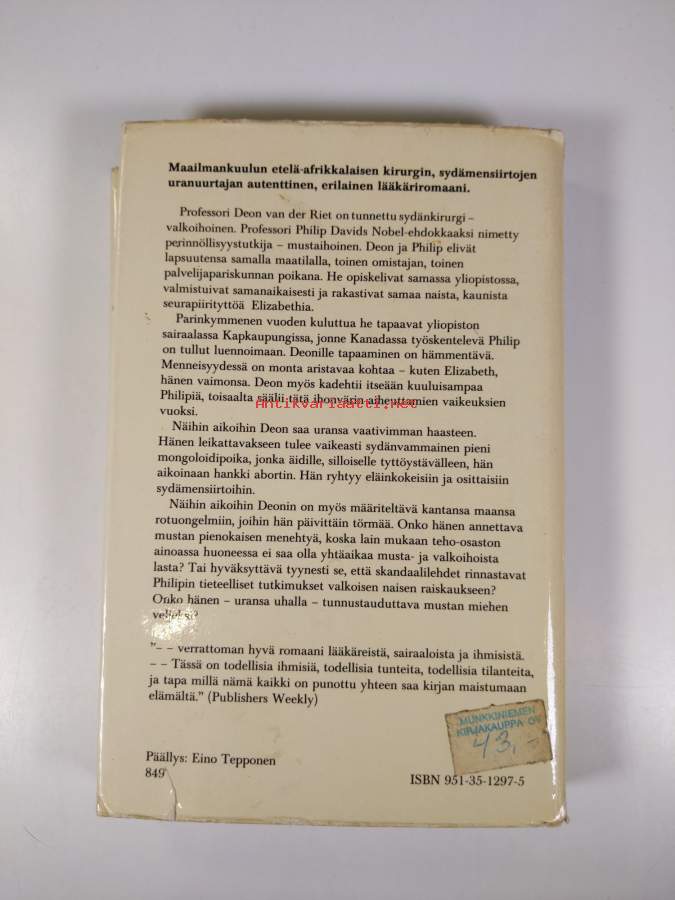 Maailmankuulun etelä-afrikkalaisen kirurgin, sydämensiirtojen
uranuurtajan autenttinen, erilainen lääkäriromaani.
Professori Deon van der Riet on tunnettu sydänkirurgi –
valkoihoinen. Professori Philip Davids Nobel-ehdokkaaksi nimetty
perinnöllisyystutkija – mustaihoinen. Deon ja Philip elivät
lapsuutensa samalla maatilalla, toinen omistajan, toinen
palvelijapariskunnan poikana. He opiskelivat samassa yliopistossa,
valmistuivat samanaikaisesti ja rakastivat samaa naista, kaunista
seurapiirityttöä Elizabethia.
Parinkymmenen vuoden kuluttua he tapaavat yliopiston
sairaalassa Kapkaupungissa, jonne Kanadassa työskentelevä Philip
on tullut luennoimaan. Deonille tapaaminen on hämmentävä.
Menneisyydessä on monta aristavaa kohtaa – kuten Elizabeth,
hänen vaimonsa. Deon myös kadehtii itseään kuuluisampaa
Philipiä, toisaalta säälii tätä ihonvärin aiheuttamien vaikeuksien
vuoksi.
Antikvariaatti.net
Näihin aikoihin Deon saa uransa vaativimman haasteen.
Hänen leikattavakseen tulee vaikeasti sydänvammainen pieni
mongoloidipoika, jonka äidille, silloiselle tyttöystävälleen, hän
aikoinaan hankki abortin. Hän ryhtyy eläinkokeisiin ja osittaisiin
sydämensiirtoihin.
Näihin aikoihin Deonin on myös määriteltävä kantansa maansa
rotuongelmiin, joihin hän päivittäin törmää. Onko hänen annettava
mustan pienokaisen menehtyä, koska lain mukaan teho-osaston
ainoassa huoneessa ei saa olla yhtäaikaa musta- ja valkoihoista
lasta? Tai hyväksyttävä tyynesti se, että skandaalilehdet rinnastavat
Philipin tieteelliset tutkimukset valkoisen naisen raiskaukseen?
Onko hänen – uransa uhalla – tunnustauduttava mustan miehen
veljeksi?
”– – verrattoman hyvä romaani lääkäreistä, sairaaloista ja ihmisistä.
– – Tässä on todellisia ihmisiä, todellisia tunteita, todellisia tilanteita,
ja tapa millä nämä kaikki on punottu yhteen saa kirjan maistumaan
elämältä.” (Publishers Weekly)
MUNKKINIEMEN
KIRJAKAUPPA OY
43,–
Päällys: Eino Tepponen
849
ISBN 951-35-1297-5